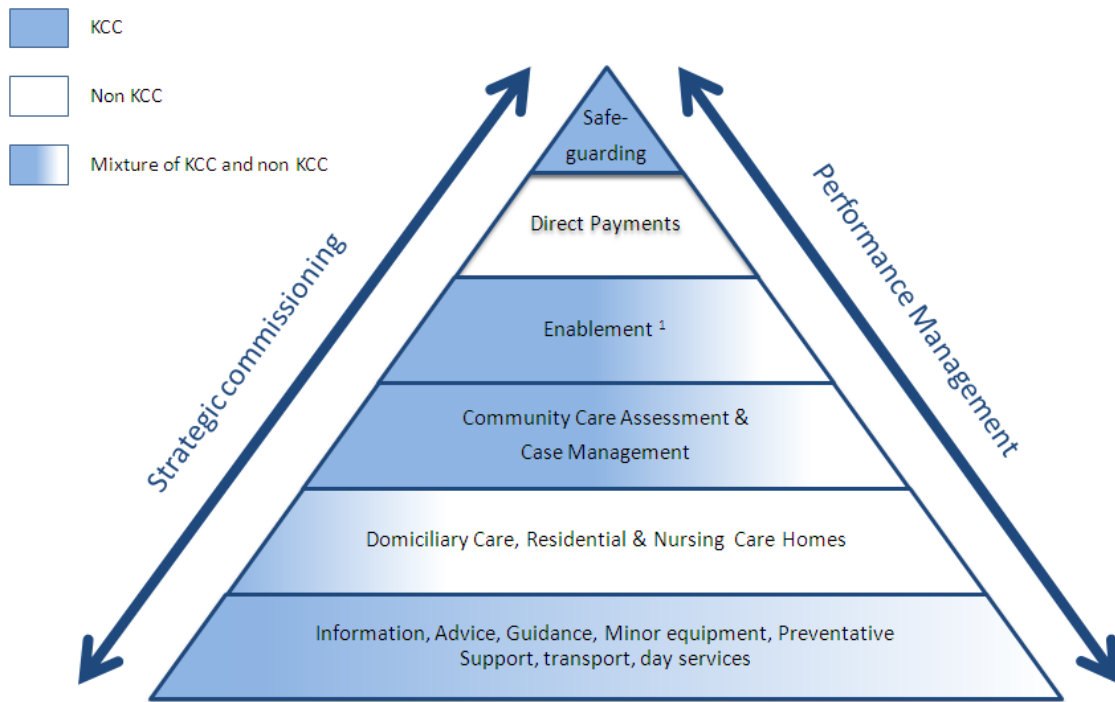 KCC
Non KCC
Mixture of KCC and non KCC
Safe-
guarding
Direct Payments
Enablement ¹
Community Care Assessment &
Case Management
Domiciliary Care, Residential & Nursing Care Homes
Information, Advice, Guidance, Minor equipment, Preventative
Support, transport, day services
Strategic commissioning
Performance Management